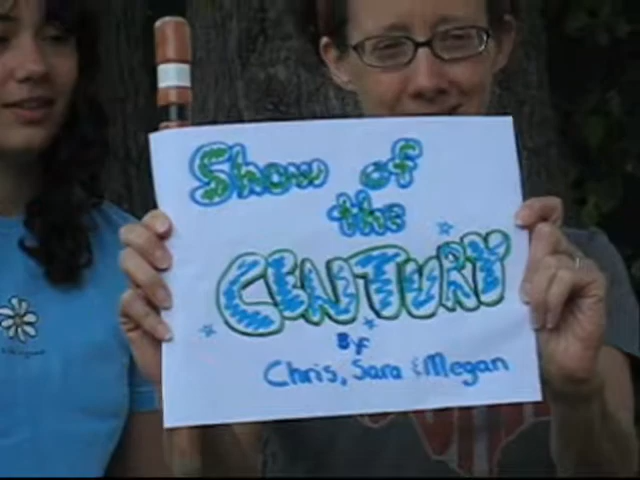 Show of
the
CENTURY
By
Chris, Sara & Megan